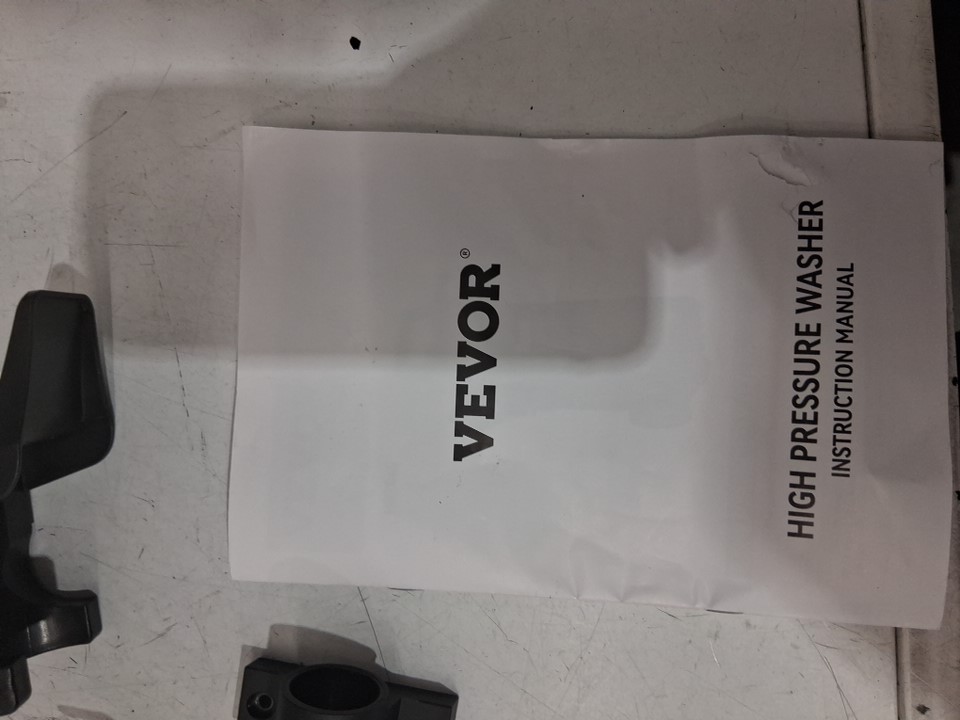 VEVOR®
HIGH PRESSURE WASHER
INSTRUCTION MANUAL